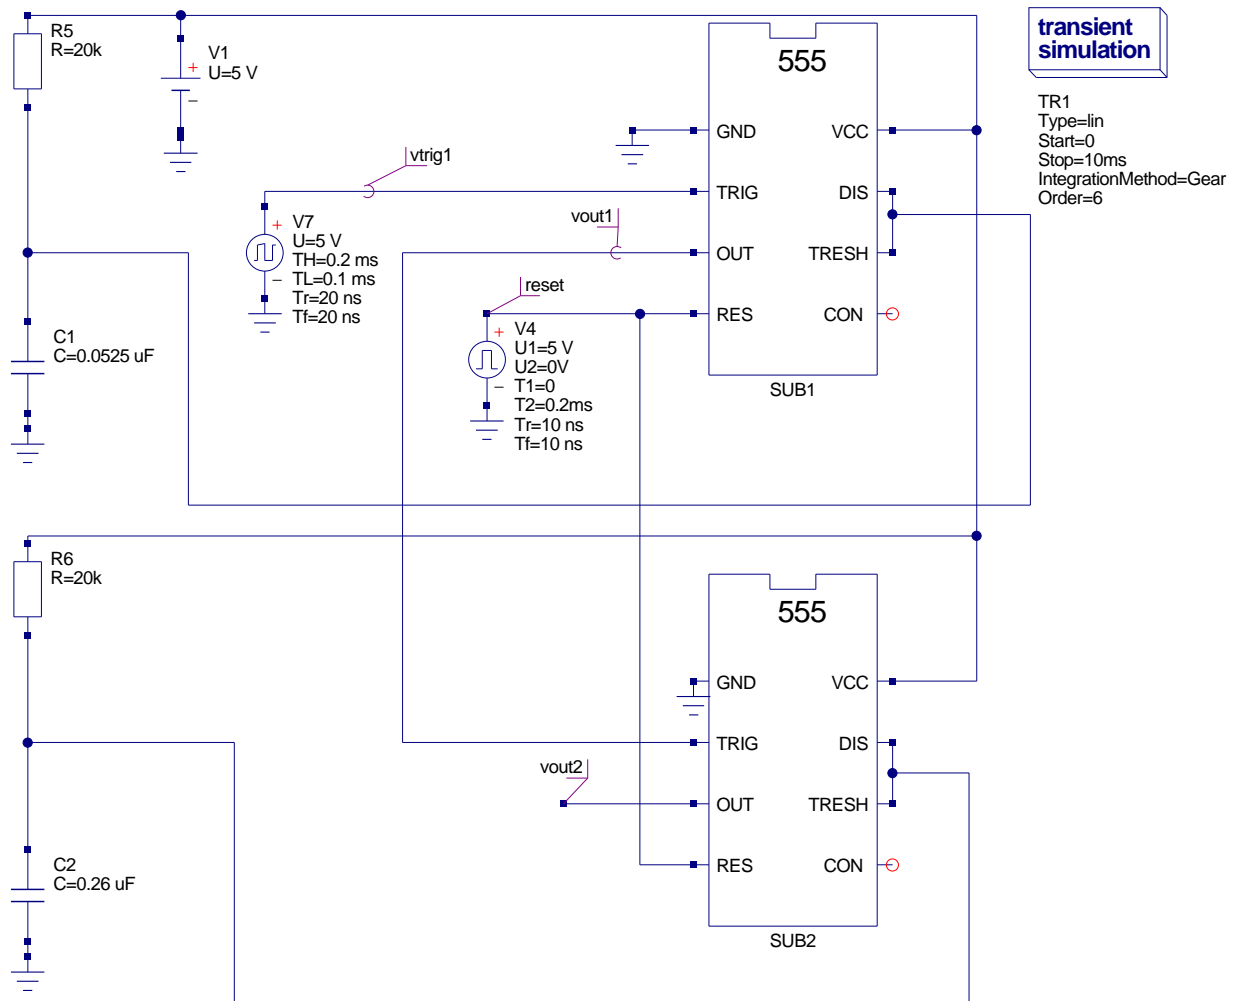 R5
R=20k
V1
U=5 V
+
–
555
GND
VCC
TRIG
DIS
OUT
TRESH
RES
CON
SUB1
transient
simulation
TR1
Type=lin
Start=0
Stop=10ms
IntegrationMethod=Gear
Order=6
vtrig1
+
–
V7
U=5 V
TH=0.2 ms
TL=0.1 ms
Tr=20 ns
Tf=20 ns
vout1
reset
+
–
V4
U1=5 V
U2=0V
T1=0
T2=0.2ms
Tr=10 ns
Tf=10 ns
C1
C=0.0525 uF
R6
R=20k
555
GND
VCC
TRIG
DIS
OUT
TRESH
RES
CON
SUB2
vout2
C2
C=0.26 uF